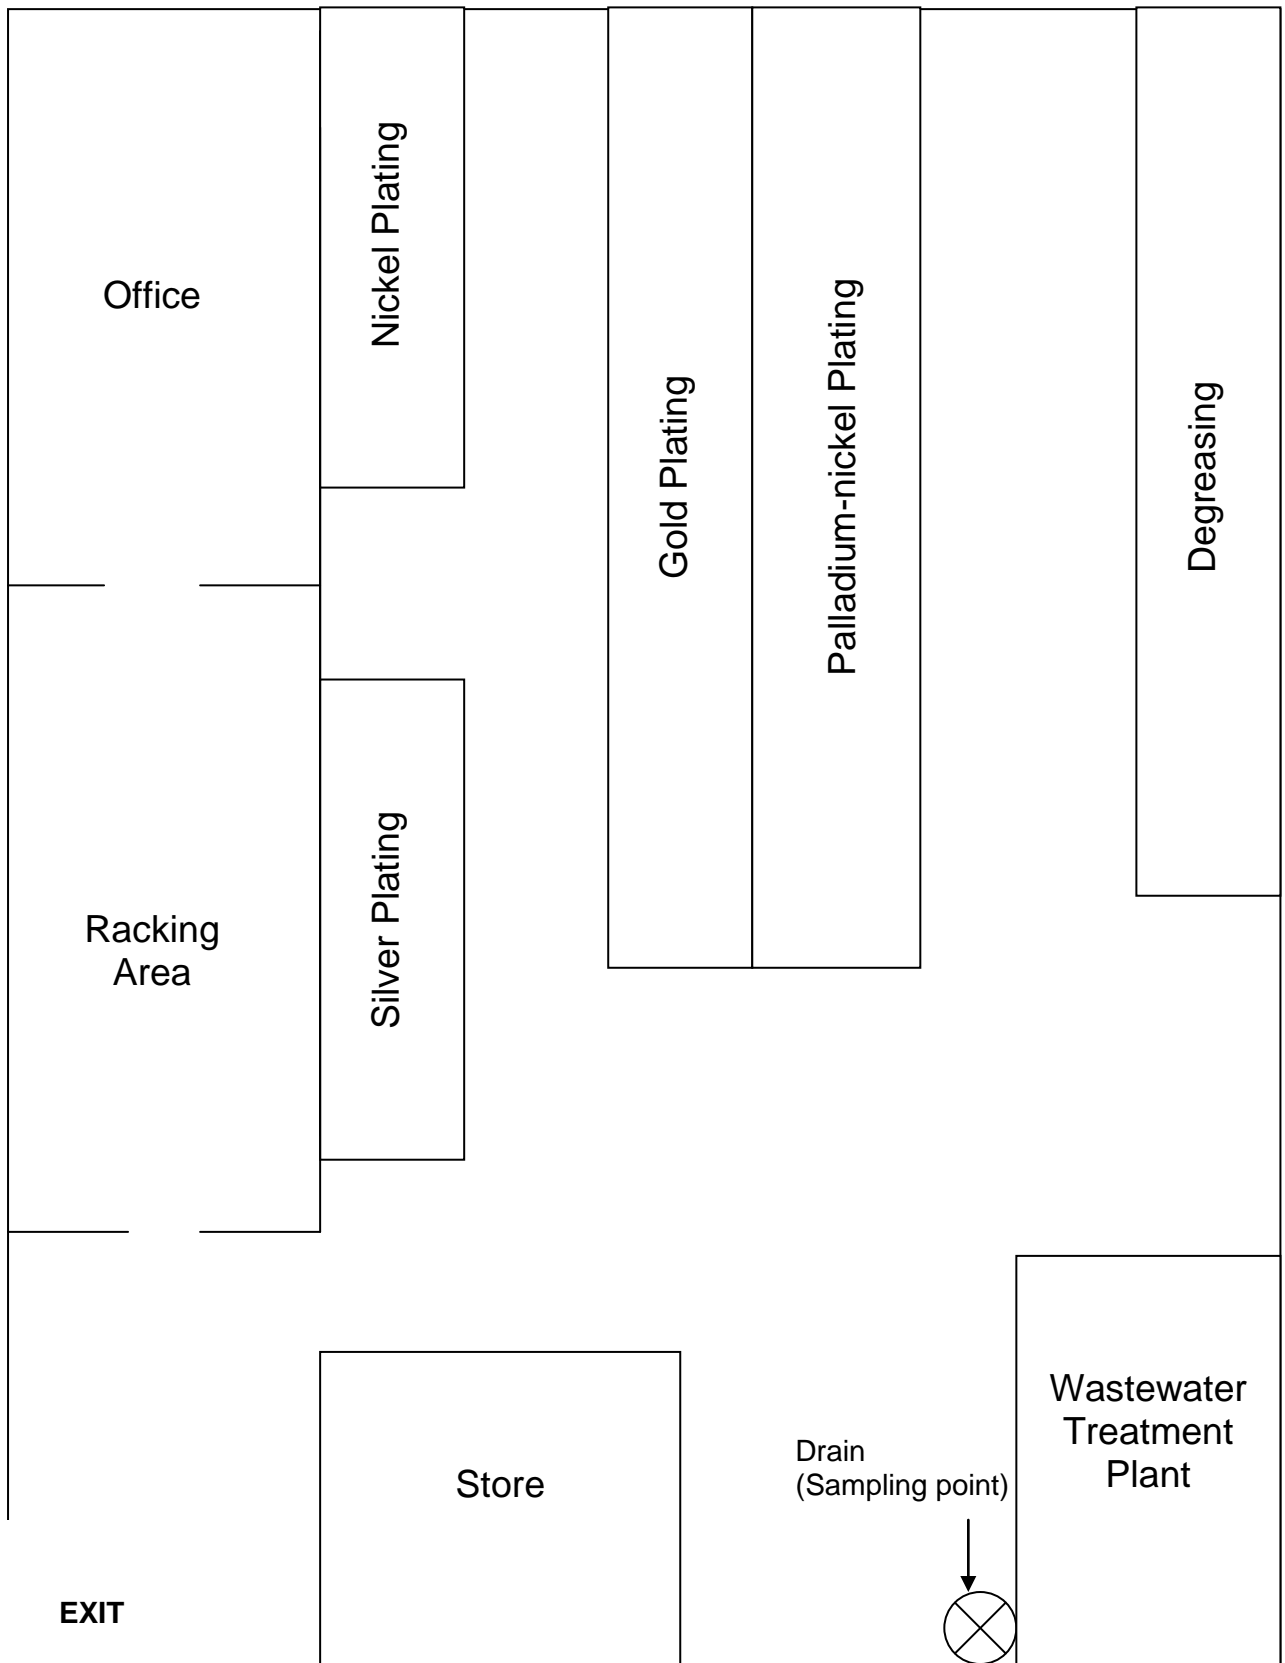 Office
Nickel Plating
Gold Plating
Palladium-nickel Plating
Degreasing
Racking
Area
Silver Plating
Store
Drain
(Sampling point)
Wastewater
Treatment
Plant
EXIT